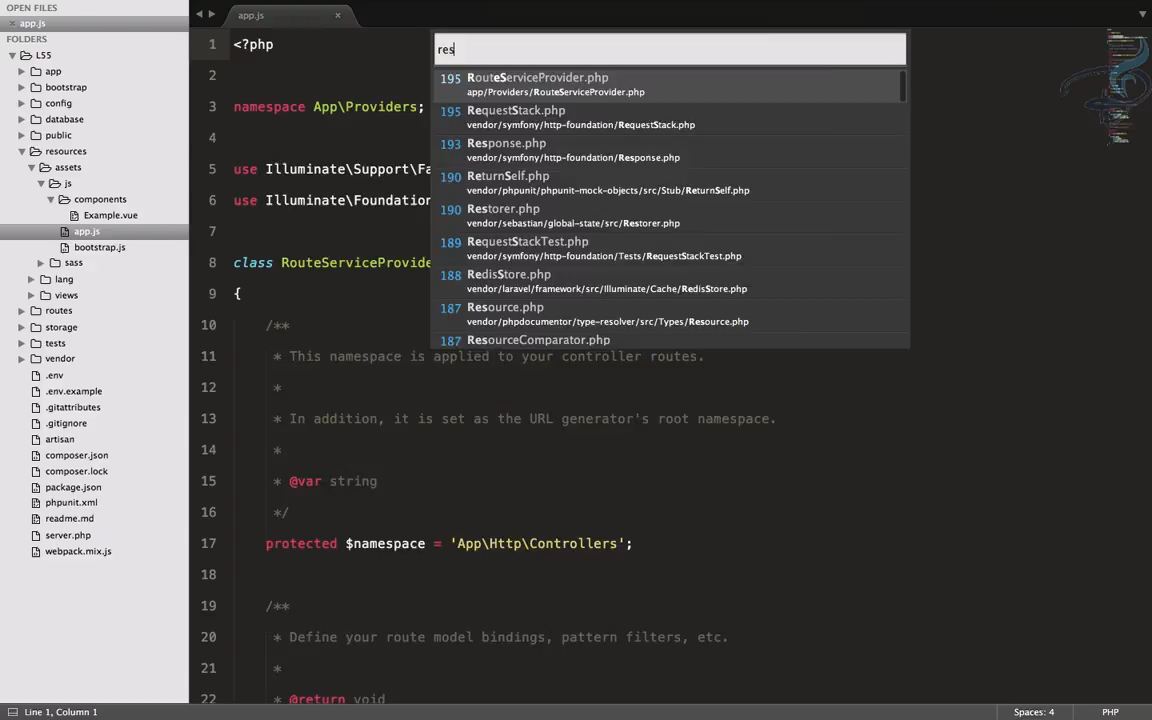 OPEN FILES
× app.js
FOLDERS
L55
app
bootstrap
config
database
public
resources
assets
js
components
Example.vue
app.js
bootstrap.js
sass
lang
views
routes
storage
tests
vendor
.env
.env.example
.gitattributes
.gitignore
artisan
composer.json
composer.lock
package.json
phpunit.xml
readme.md
server.php
webpack.mix.js
app.js ×
res
195 RouteServiceProvider.php
app/Providers/RouteServiceProvider.php
195 RequestStack.php
vendor/symfony/http-foundation/RequestStack.php
193 Response.php
vendor/symfony/http-foundation/Response.php
190 ReturnSelf.php
vendor/phpunit/phpunit-mock-objects/src/Stub/ReturnSelf.php
190 Restorer.php
vendor/sebastian/global-state/src/Restorer.php
189 RequestStackTest.php
vendor/symfony/http-foundation/Tests/RequestStackTest.php
188 RedisStore.php
vendor/laravel/framework/src/Illuminate/Cache/RedisStore.php
187 Resource.php
vendor/phpdocumentor/type-resolver/src/Types/Resource.php
187 ResourceComparator.php
1 <?php
2
3 namespace App\Providers;
4
5 use Illuminate\Support\Fa
6 use Illuminate\Foundation
7
8 class RouteServiceProvide
9 {
10 /**
11 * This namespace is applied to your controller routes.
12 *
13 * In addition, it is set as the URL generator's root namespace.
14 *
15 * @var string
16 */
17 protected $namespace = 'App\Http\Controllers';
18
19 /**
20 * Define your route model bindings, pattern filters, etc.
21 *
22 * @return void
Line 1, Column 1
Spaces: 4
PHP